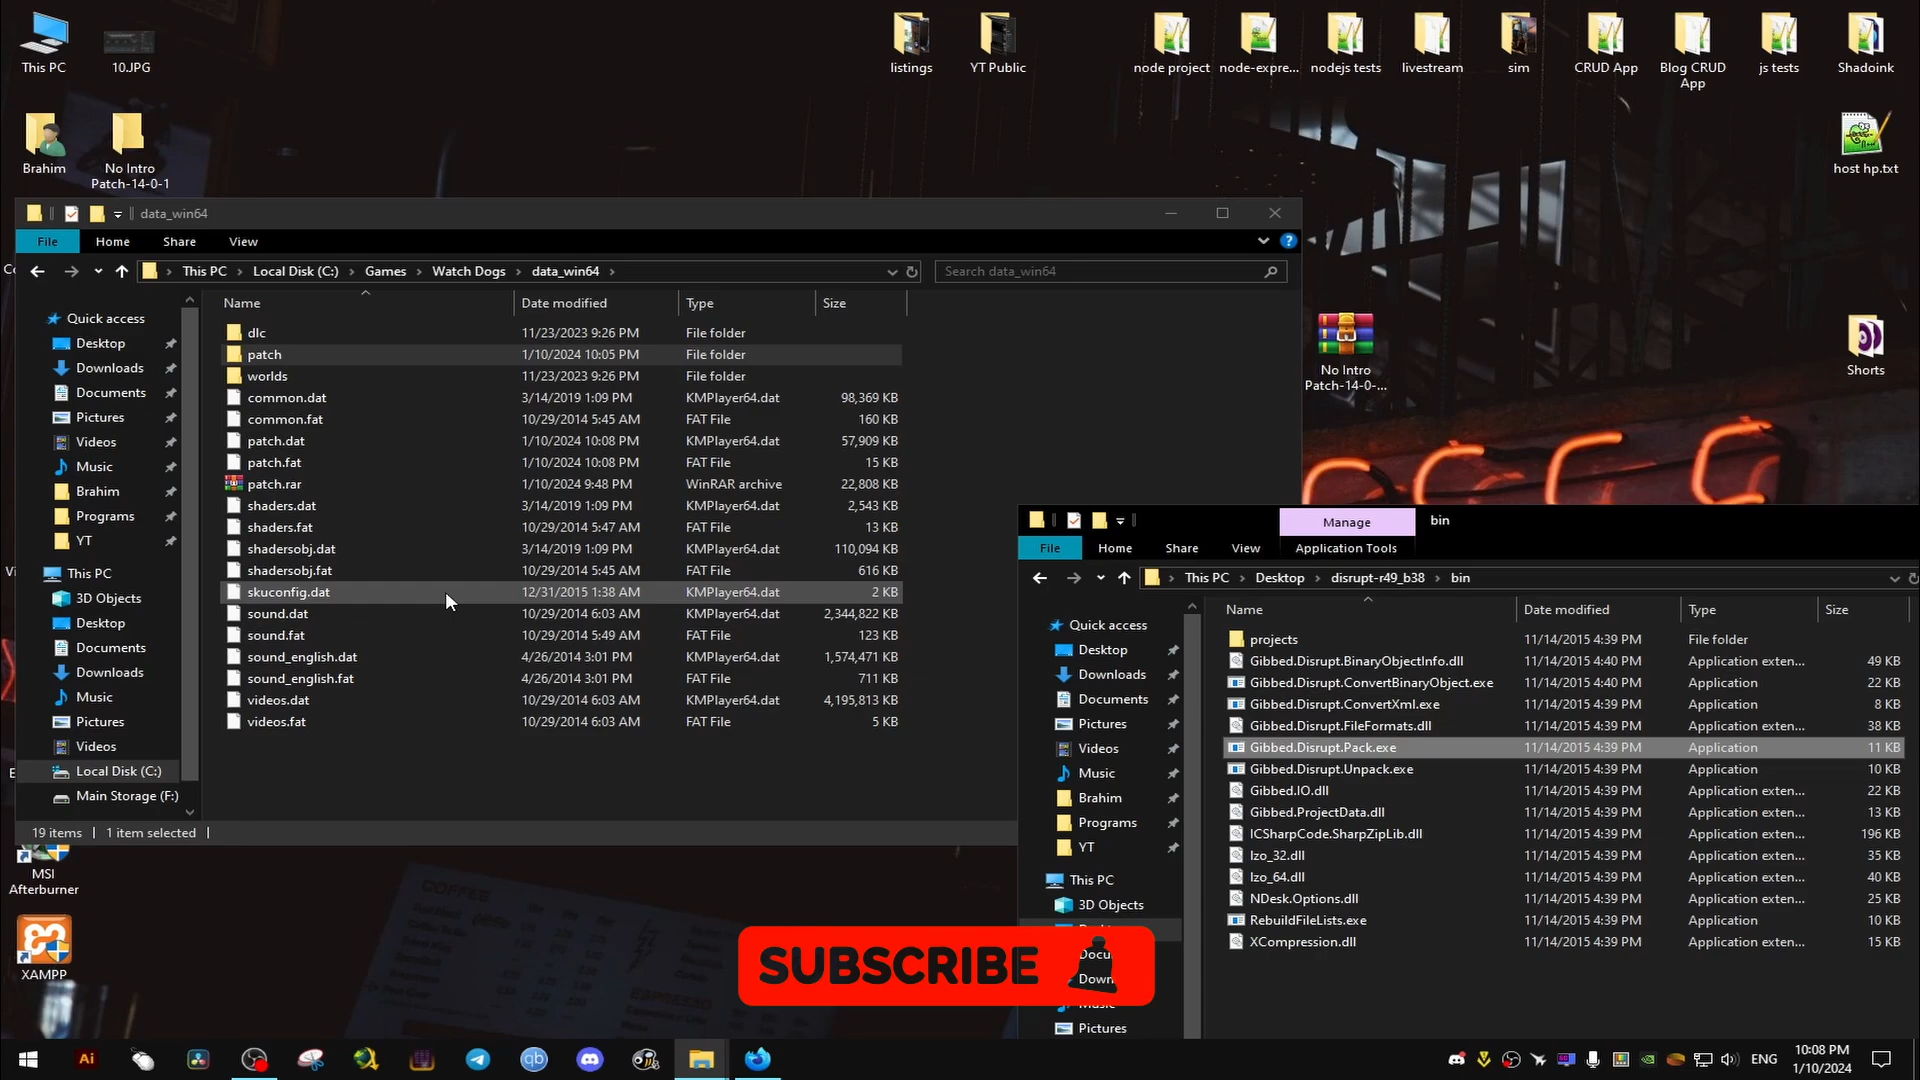 This PC
10.JPG
listings
YT Public
node project
node-expre...
nodejs tests
livestream
sim
CRUD App
Blog CRUD
App
js tests
Shadoink
Brahim
No Intro
Patch-14-0-1
host hp.txt
data_win64
File
Home
Share
View
This PC
Local Disk (C:)
Games
Watch Dogs
data_win64
Search data_win64
Name
Date modified
Type
Size
Quick access
Desktop
Downloads
Documents
Pictures
Videos
Music
Brahim
Programs
YT
This PC
3D Objects
Desktop
Documents
Downloads
Music
Pictures
Videos
Local Disk (C:)
Main Storage (F:)
dlc 11/23/2023 9:26 PM File folder
patch 1/10/2024 10:05 PM File folder
worlds 11/23/2023 9:26 PM File folder
common.dat 3/14/2019 1:09 PM KMPlayer64.dat 98,369 KB
common.fat 10/29/2014 5:45 AM FAT File 160 KB
patch.dat 1/10/2024 10:08 PM KMPlayer64.dat 57,909 KB
patch.fat 1/10/2024 10:08 PM FAT File 15 KB
patch.rar 1/10/2024 9:48 PM WinRAR archive 22,808 KB
shaders.dat 3/14/2019 1:09 PM KMPlayer64.dat 2,543 KB
shaders.fat 10/29/2014 5:47 AM FAT File 13 KB
shadersobj.dat 3/14/2019 1:09 PM KMPlayer64.dat 110,094 KB
shadersobj.fat 10/29/2014 5:45 AM FAT File 616 KB
skuconfig.dat 12/31/2015 1:38 AM KMPlayer64.dat 2 KB
sound.dat 10/29/2014 6:03 AM KMPlayer64.dat 2,344,822 KB
sound.fat 10/29/2014 5:49 AM FAT File 123 KB
sound_english.dat 4/26/2014 3:01 PM KMPlayer64.dat 1,574,471 KB
sound_english.fat 4/26/2014 3:01 PM FAT File 711 KB
videos.dat 10/29/2014 6:03 AM KMPlayer64.dat 4,195,813 KB
videos.fat 10/29/2014 6:03 AM FAT File 5 KB
19 items
1 item selected
No Intro
Patch-14-0-...
Shorts
Manage
bin
File
Home
Share
View
Application Tools
This PC
Desktop
disrupt-r49_b38
bin
Name
Date modified
Type
Size
Quick access
Desktop
Downloads
Documents
Pictures
Videos
Music
Brahim
Programs
YT
This PC
3D Objects
Docu
Down
Music
Pictures
projects 11/14/2015 4:39 PM File folder
Gibbed.Disrupt.BinaryObjectInfo.dll 11/14/2015 4:40 PM Application exten... 49 KB
Gibbed.Disrupt.ConvertBinaryObject.exe 11/14/2015 4:40 PM Application 22 KB
Gibbed.Disrupt.ConvertXml.exe 11/14/2015 4:39 PM Application 8 KB
Gibbed.Disrupt.FileFormats.dll 11/14/2015 4:39 PM Application exten... 38 KB
Gibbed.Disrupt.Pack.exe 11/14/2015 4:39 PM Application 11 KB
Gibbed.Disrupt.Unpack.exe 11/14/2015 4:39 PM Application 10 KB
Gibbed.IO.dll 11/14/2015 4:39 PM Application exten... 22 KB
Gibbed.ProjectData.dll 11/14/2015 4:39 PM Application exten... 13 KB
ICSharpCode.SharpZipLib.dll 11/14/2015 4:39 PM Application exten... 196 KB
lzo_32.dll 11/14/2015 4:39 PM Application exten... 35 KB
lzo_64.dll 11/14/2015 4:39 PM Application exten... 40 KB
NDesk.Options.dll 11/14/2015 4:39 PM Application exten... 25 KB
RebuildFileLists.exe 11/14/2015 4:39 PM Application 10 KB
XCompression.dll 11/14/2015 4:39 PM Application exten... 15 KB
MSI
Afterburner
XAMPP
SUBSCRIBE
COFFEE
Ai
qb
ENG
10:08 PM
1/10/2024